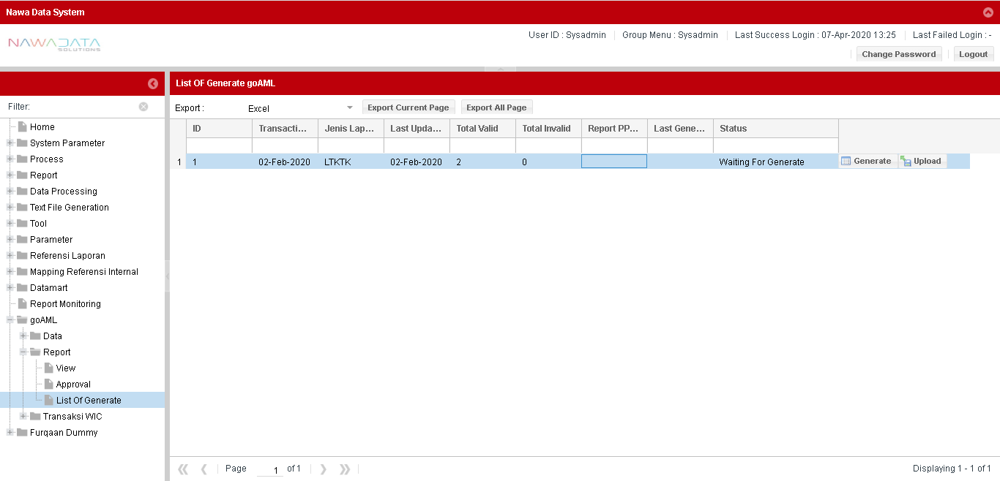 Nawa Data System
NAWADATA
SOLUTIONS
User ID : Sysadmin Group Menu : Sysadmin Last Success Login : 07-Apr-2020 13:25 Last Failed Login : -
Change Password Logout
List OF Generate goAML
Filter:
Export : Excel Export Current Page Export All Page
Home
System Parameter
Process
Report
Data Processing
Text File Generation
Tool
Parameter
Referensi Laporan
Mapping Referensi Internal
Datamart
Report Monitoring
goAML
Data
Report
View
Approval
List Of Generate
Transaksi WIC
Furqaan Dummy
ID Transacti... Jenis Lap... Last Upda... Total Valid Total Invalid Report PP... Last Gene... Status
1 1 02-Feb-2020 LTKTK 02-Feb-2020 2 0 Waiting For Generate Generate Upload
Page 1 of 1 Displaying 1 - 1 of 1